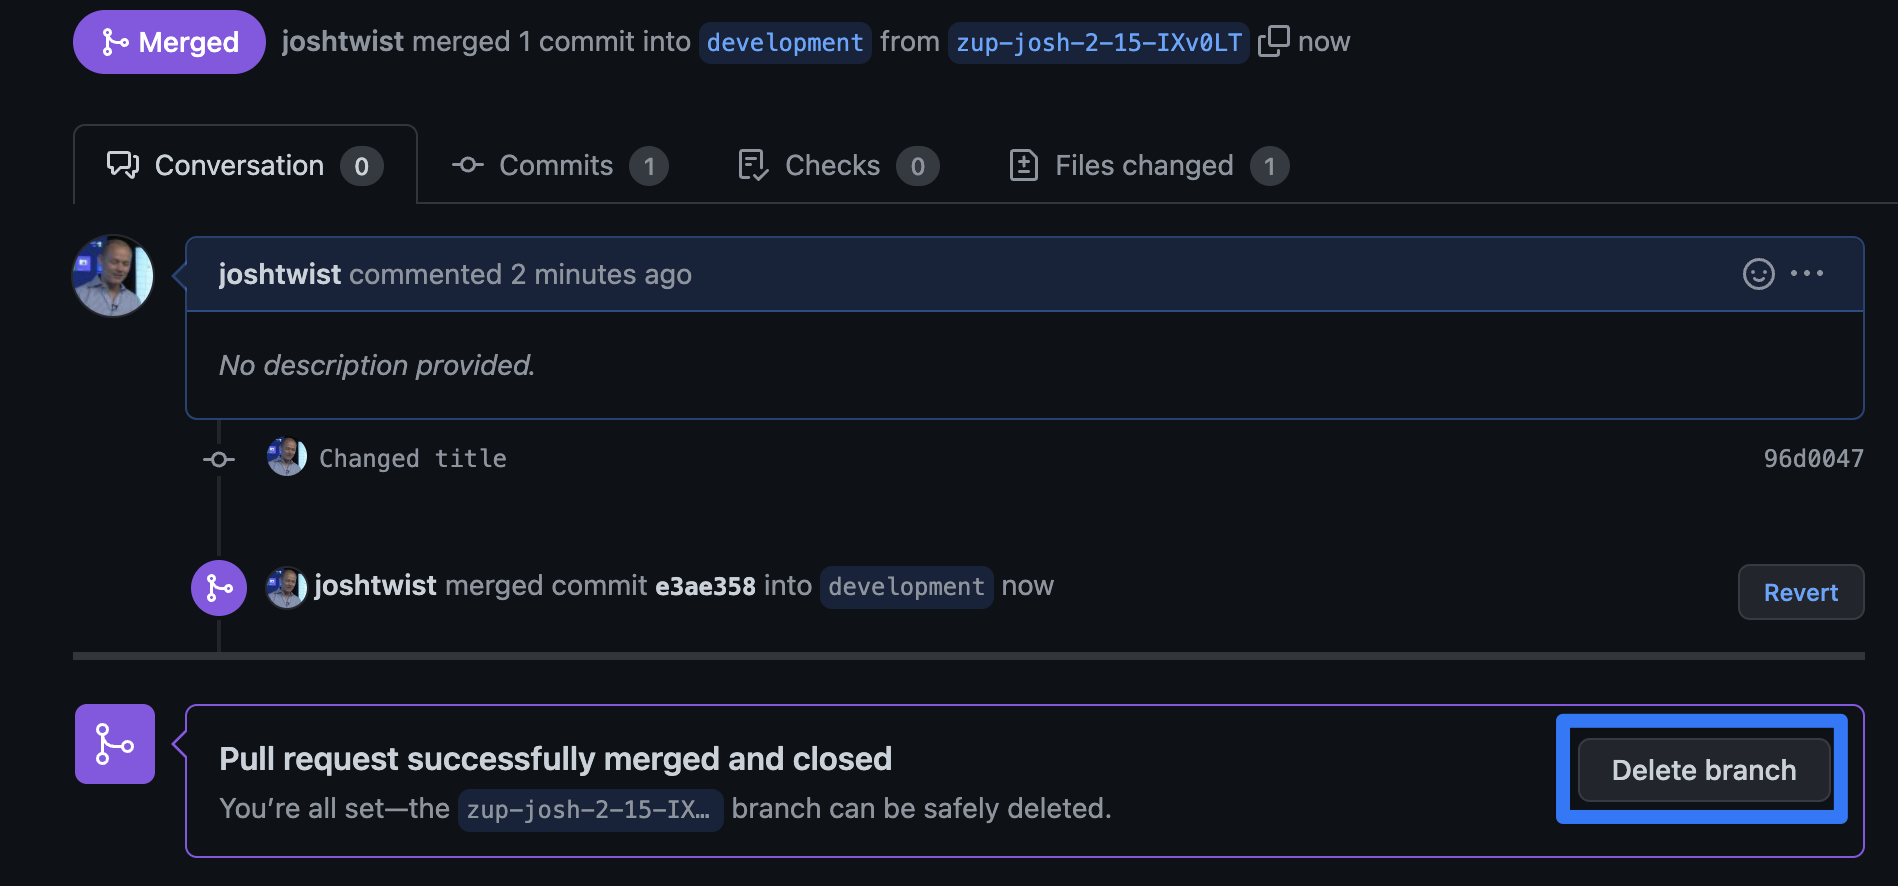 Merged joshtwist merged 1 commit into development from zup-josh-2-15-IXv0LT now
Conversation 0 Commits 1 Checks 0 Files changed 1
joshtwist commented 2 minutes ago
No description provided.
Changed title 96d0047
joshtwist merged commit e3ae358 into development now
Revert
Pull request successfully merged and closed
Delete branch
You’re all set—the zup-josh-2-15-IX… branch can be safely deleted.